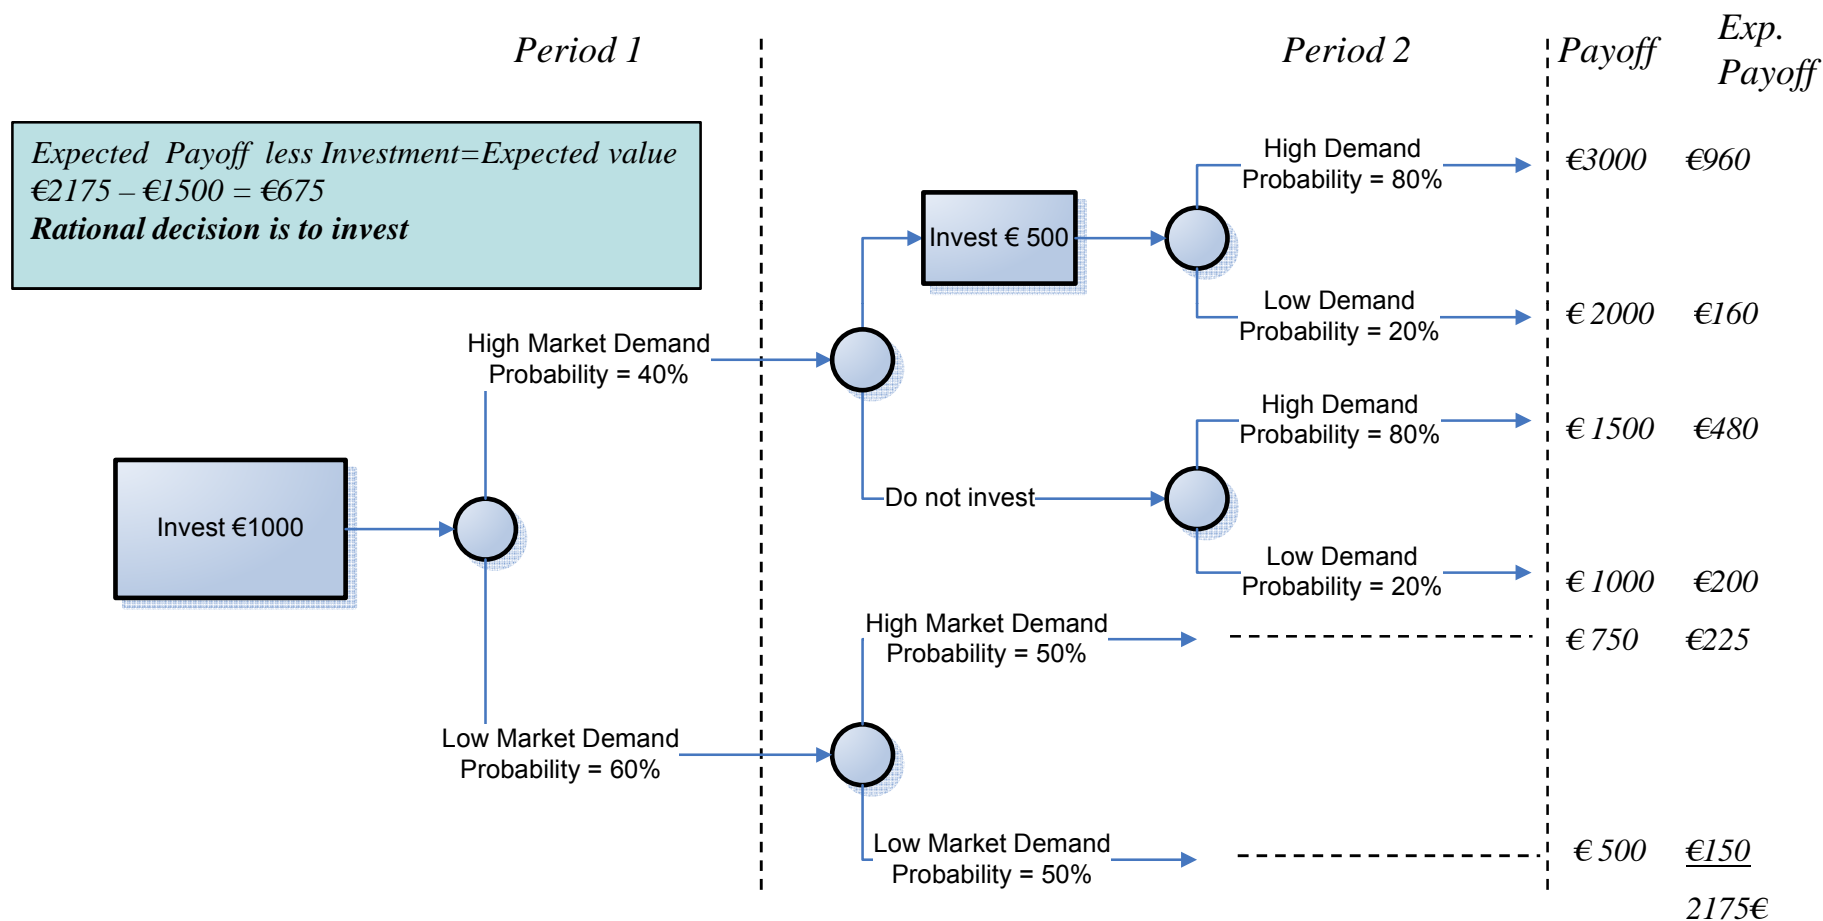 Period 1
Period 2
Payoff
Exp.
Payoff
Expected Payoff less Investment=Expected value
€2175 – €1500 = €675
Rational decision is to invest
High Demand
Probability = 80%
€3000
€960
Invest € 500
Low Demand
Probability = 20%
€ 2000
€160
High Market Demand
Probability = 40%
High Demand
Probability = 80%
€ 1500
€480
Do not invest
Invest €1000
Low Demand
Probability = 20%
€ 1000
€200
High Market Demand
Probability = 50%
€ 750
€225
Low Market Demand
Probability = 60%
Low Market Demand
Probability = 50%
€ 500
€150
2175€